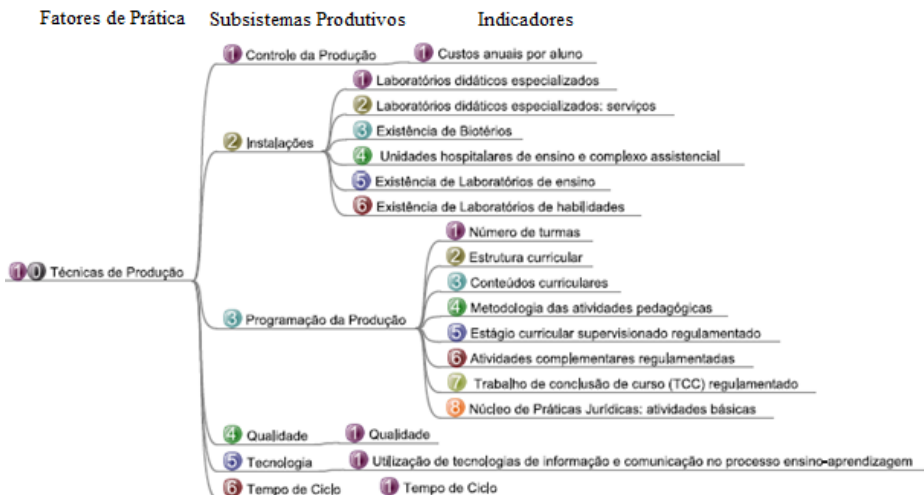 Fatores de Prática Subsistemas Produtivos Indicadores
1 Controle da Produção 1 Custos anuais por aluno
1 Laboratórios didáticos especializados
2 Laboratórios didáticos especializados: serviços
3 Existência de Biotérios
2 Instalações
4 Unidades hospitalares de ensino e complexo assistencial
5 Existência de Laboratórios de ensino
6 Existência de Laboratórios de habilidades
1 Número de turmas
2 Estrutura curricular
1 0 Técnicas de Produção
3 Conteúdos curriculares
4 Metodologia das atividades pedagógicas
3 Programação da Produção
5 Estágio curricular supervisionado regulamentado
6 Atividades complementares regulamentadas
7 Trabalho de conclusão de curso (TCC) regulamentado
8 Núcleo de Práticas Jurídicas: atividades básicas
4 Qualidade 1 Qualidade
5 Tecnologia 1 Utilização de tecnologias de informação e comunicação no processo ensino-aprendizagem
6 Tempo de Ciclo 1 Tempo de Ciclo